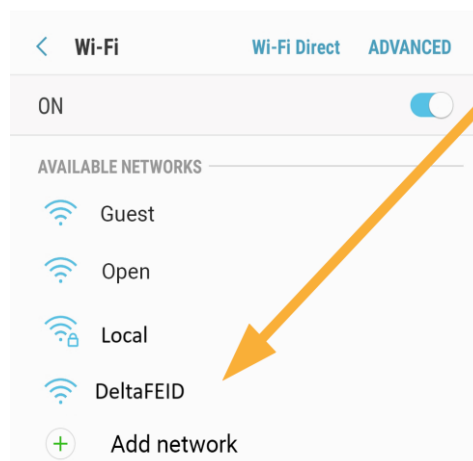 Wi-Fi Wi-Fi Direct ADVANCED
ON
AVAILABLE NETWORKS
Guest
Open
Local
DeltaFEID
Add network